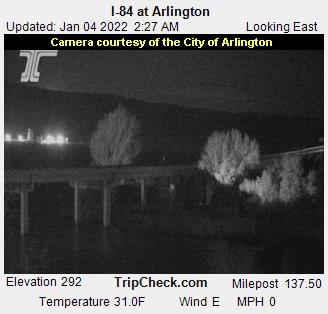 I-84 at Arlington
Updated: Jan 04 2022 2:27 AM Looking East
Camera courtesy of the City of Arlington
Elevation 292 TripCheck.com Milepost 137.50
Temperature 31.0F Wind E MPH 0